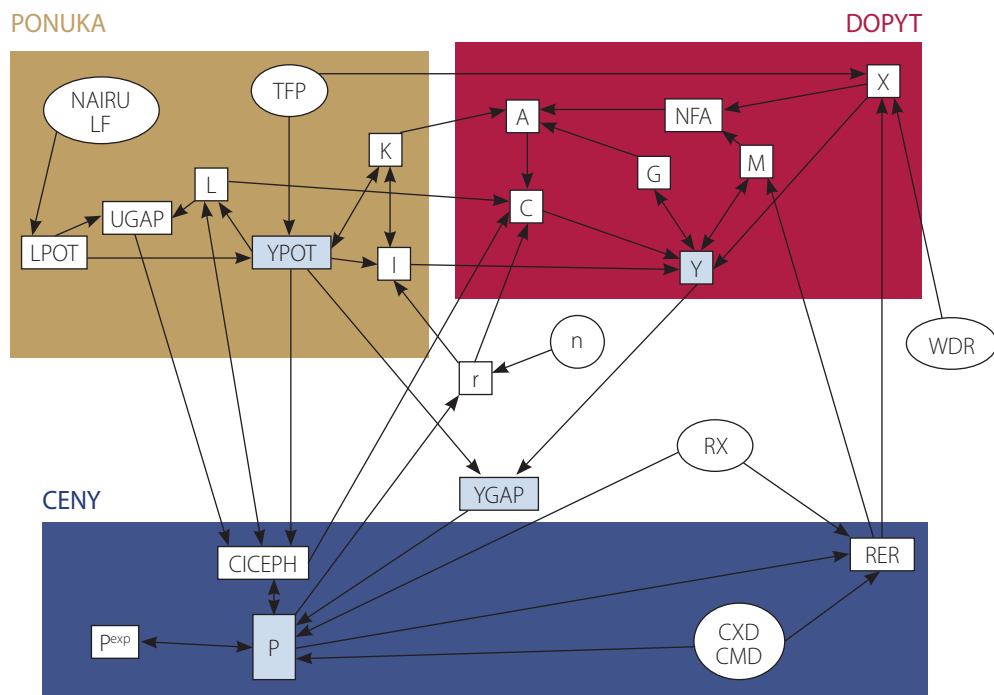 PONUKA
DOPYT
NAIRU
LF
TFP
X
A
NFA
K
G
M
L
UGAP
C
LPOT
YPOT
I
Y
n
WDR
r
RX
YGAP
CENY
CICEPH
RER
P
pexp
CXD
CMD